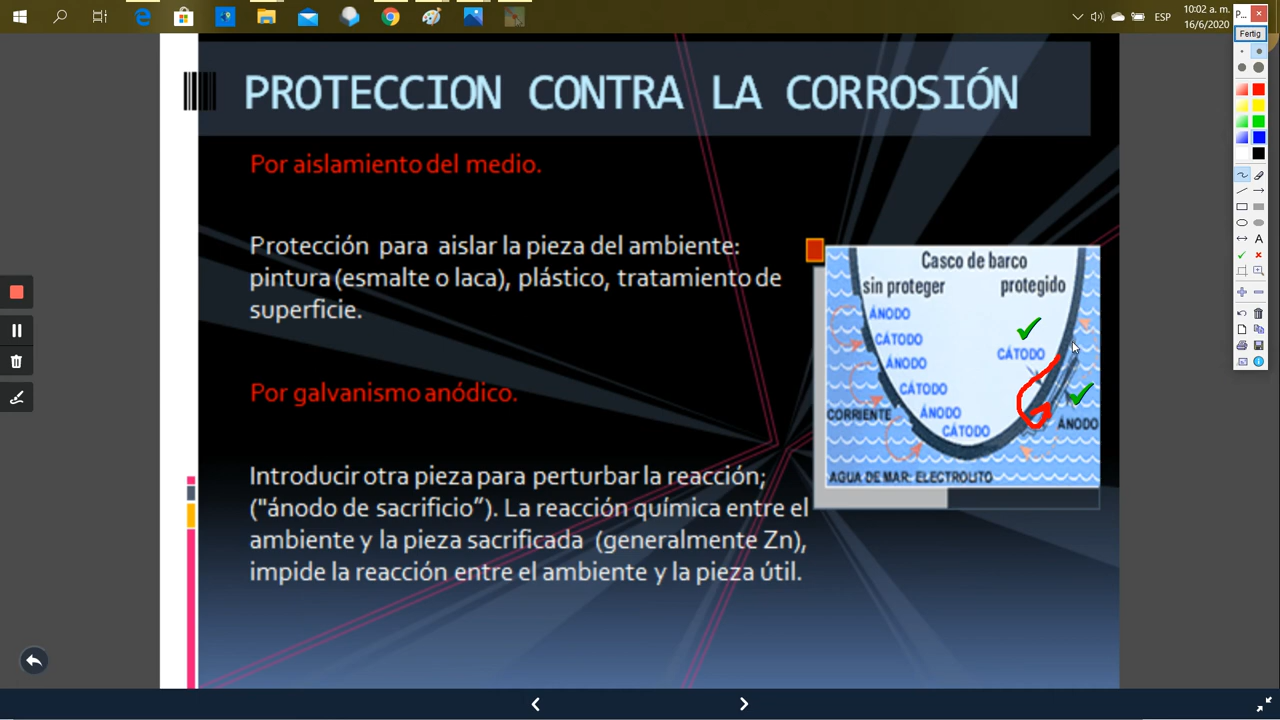 10:02 a. m.
ESP
16/6/2020
P...
Fertig
A
PROTECCION CONTRA LA CORROSIÓN
Por aislamiento del medio.
Protección para aislar la pieza del ambiente:
pintura (esmalte o laca), plástico, tratamiento de
superficie.
Por galvanismo anódico.
Introducir otra pieza para perturbar la reacción;
("ánodo de sacrificio”). La reacción química entre el
ambiente y la pieza sacrificada (generalmente Zn),
impide la reacción entre el ambiente y la pieza útil.
Casco de barco
sin proteger
protegido
ÁNODO
CÁTODO
ÁNODO
CÁTODO
ÁNODO
CÁTODO
CORRIENTE
CÁTODO
ÁNODO
AGUA DE MAR: ELECTROLITO